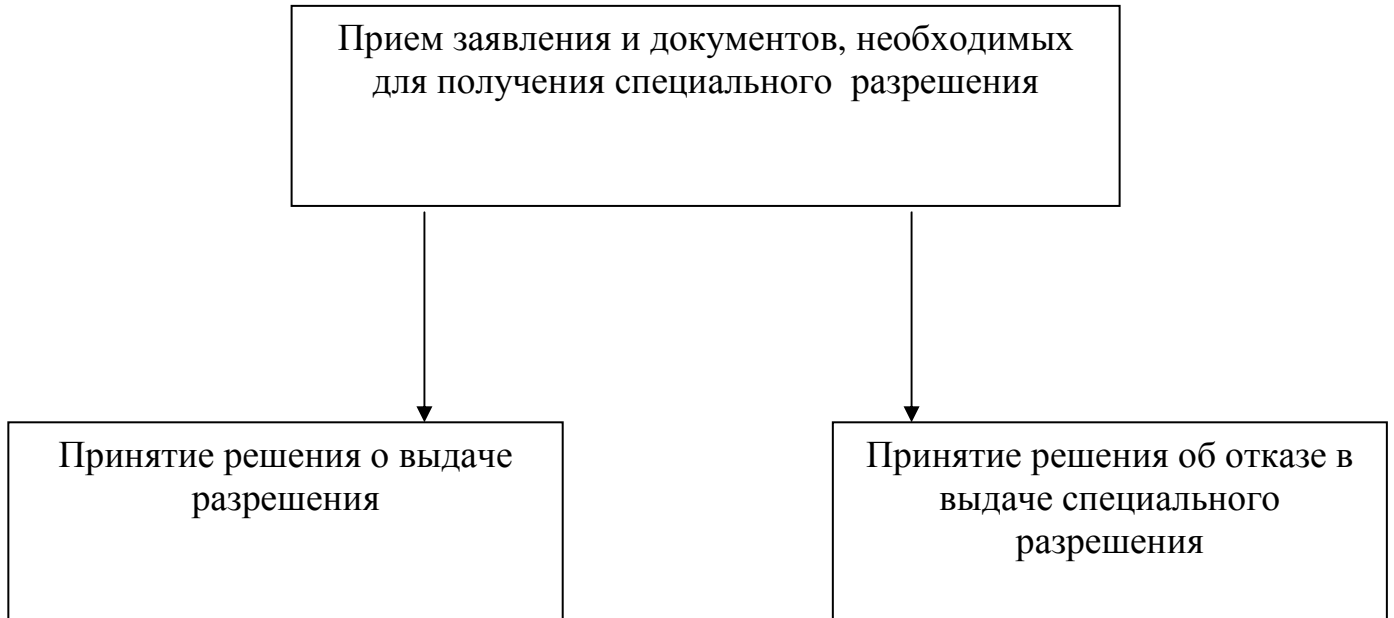 Прием заявления и документов, необходимых
для получения специального разрешения
Принятие решения о выдаче
разрешения
Принятие решения об отказе в
выдаче специального
разрешения